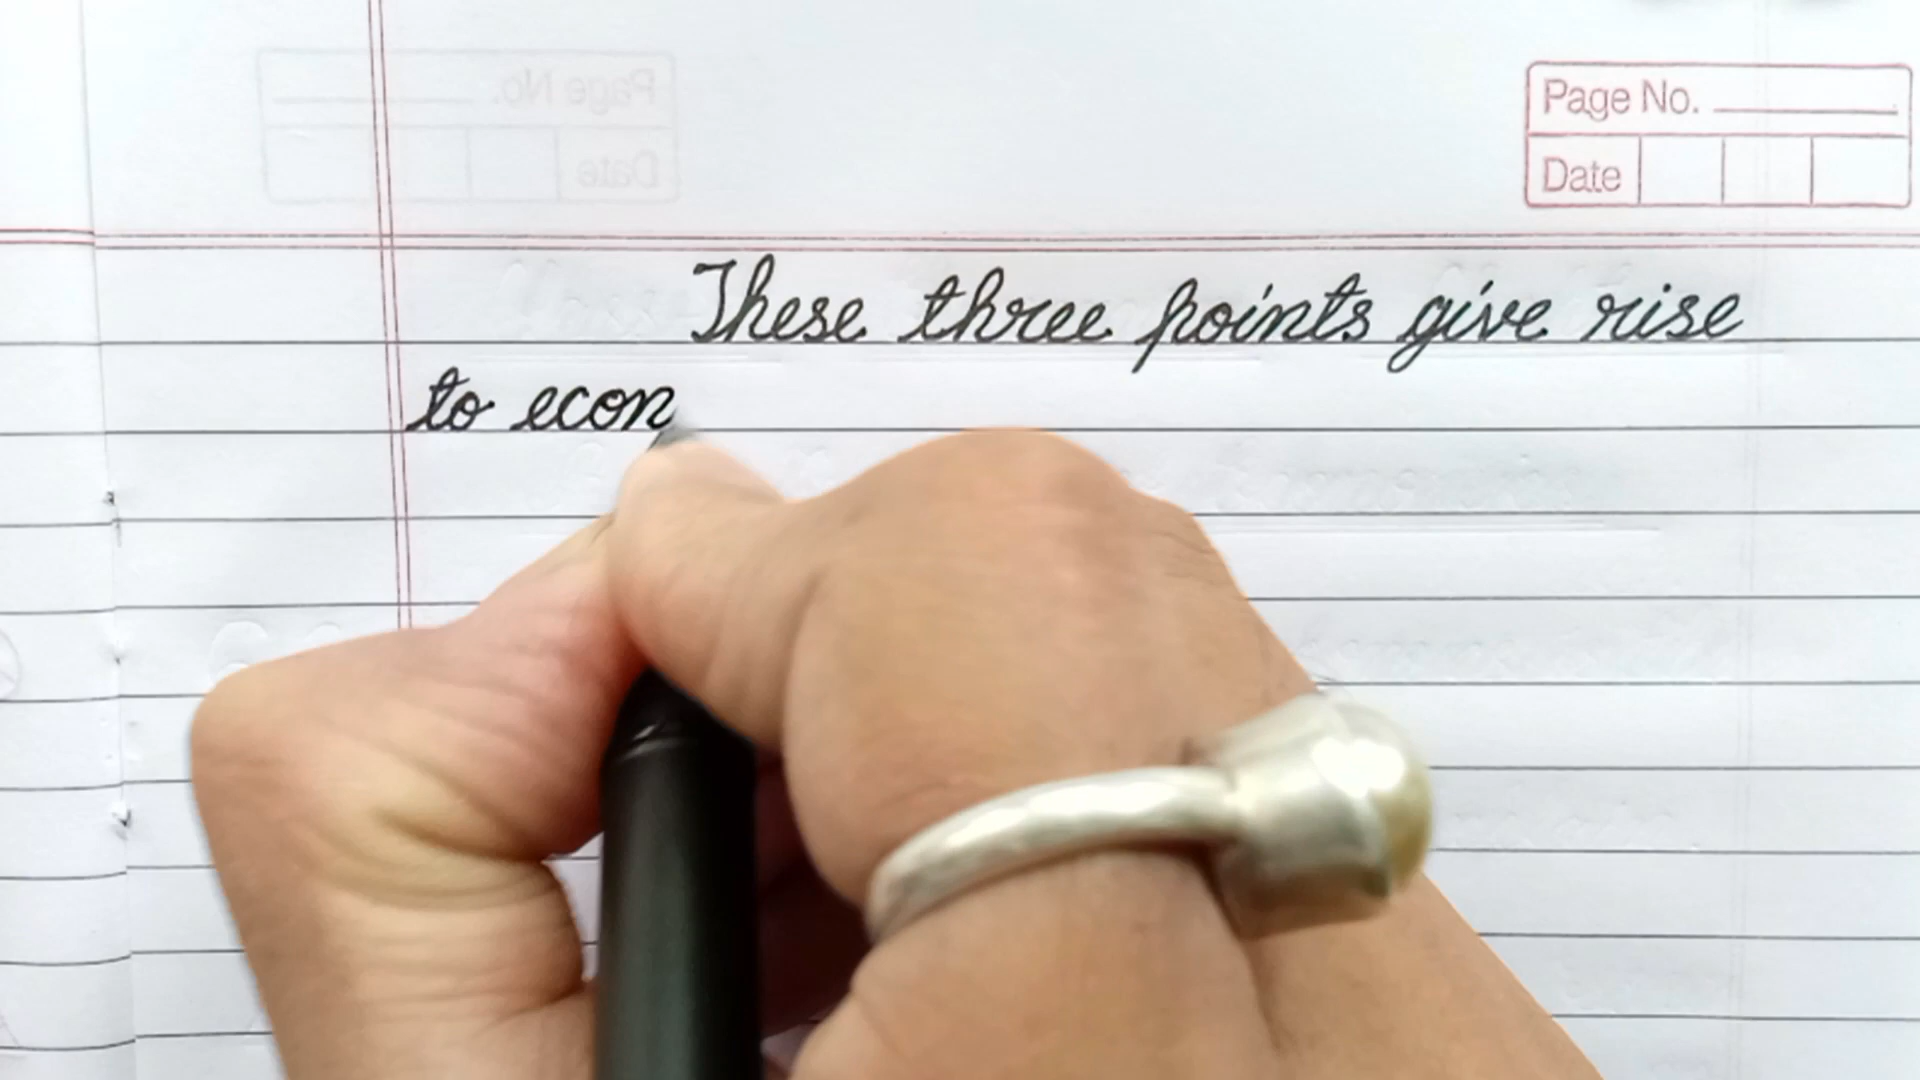 Page No.
Date
These three points give rise
to econ